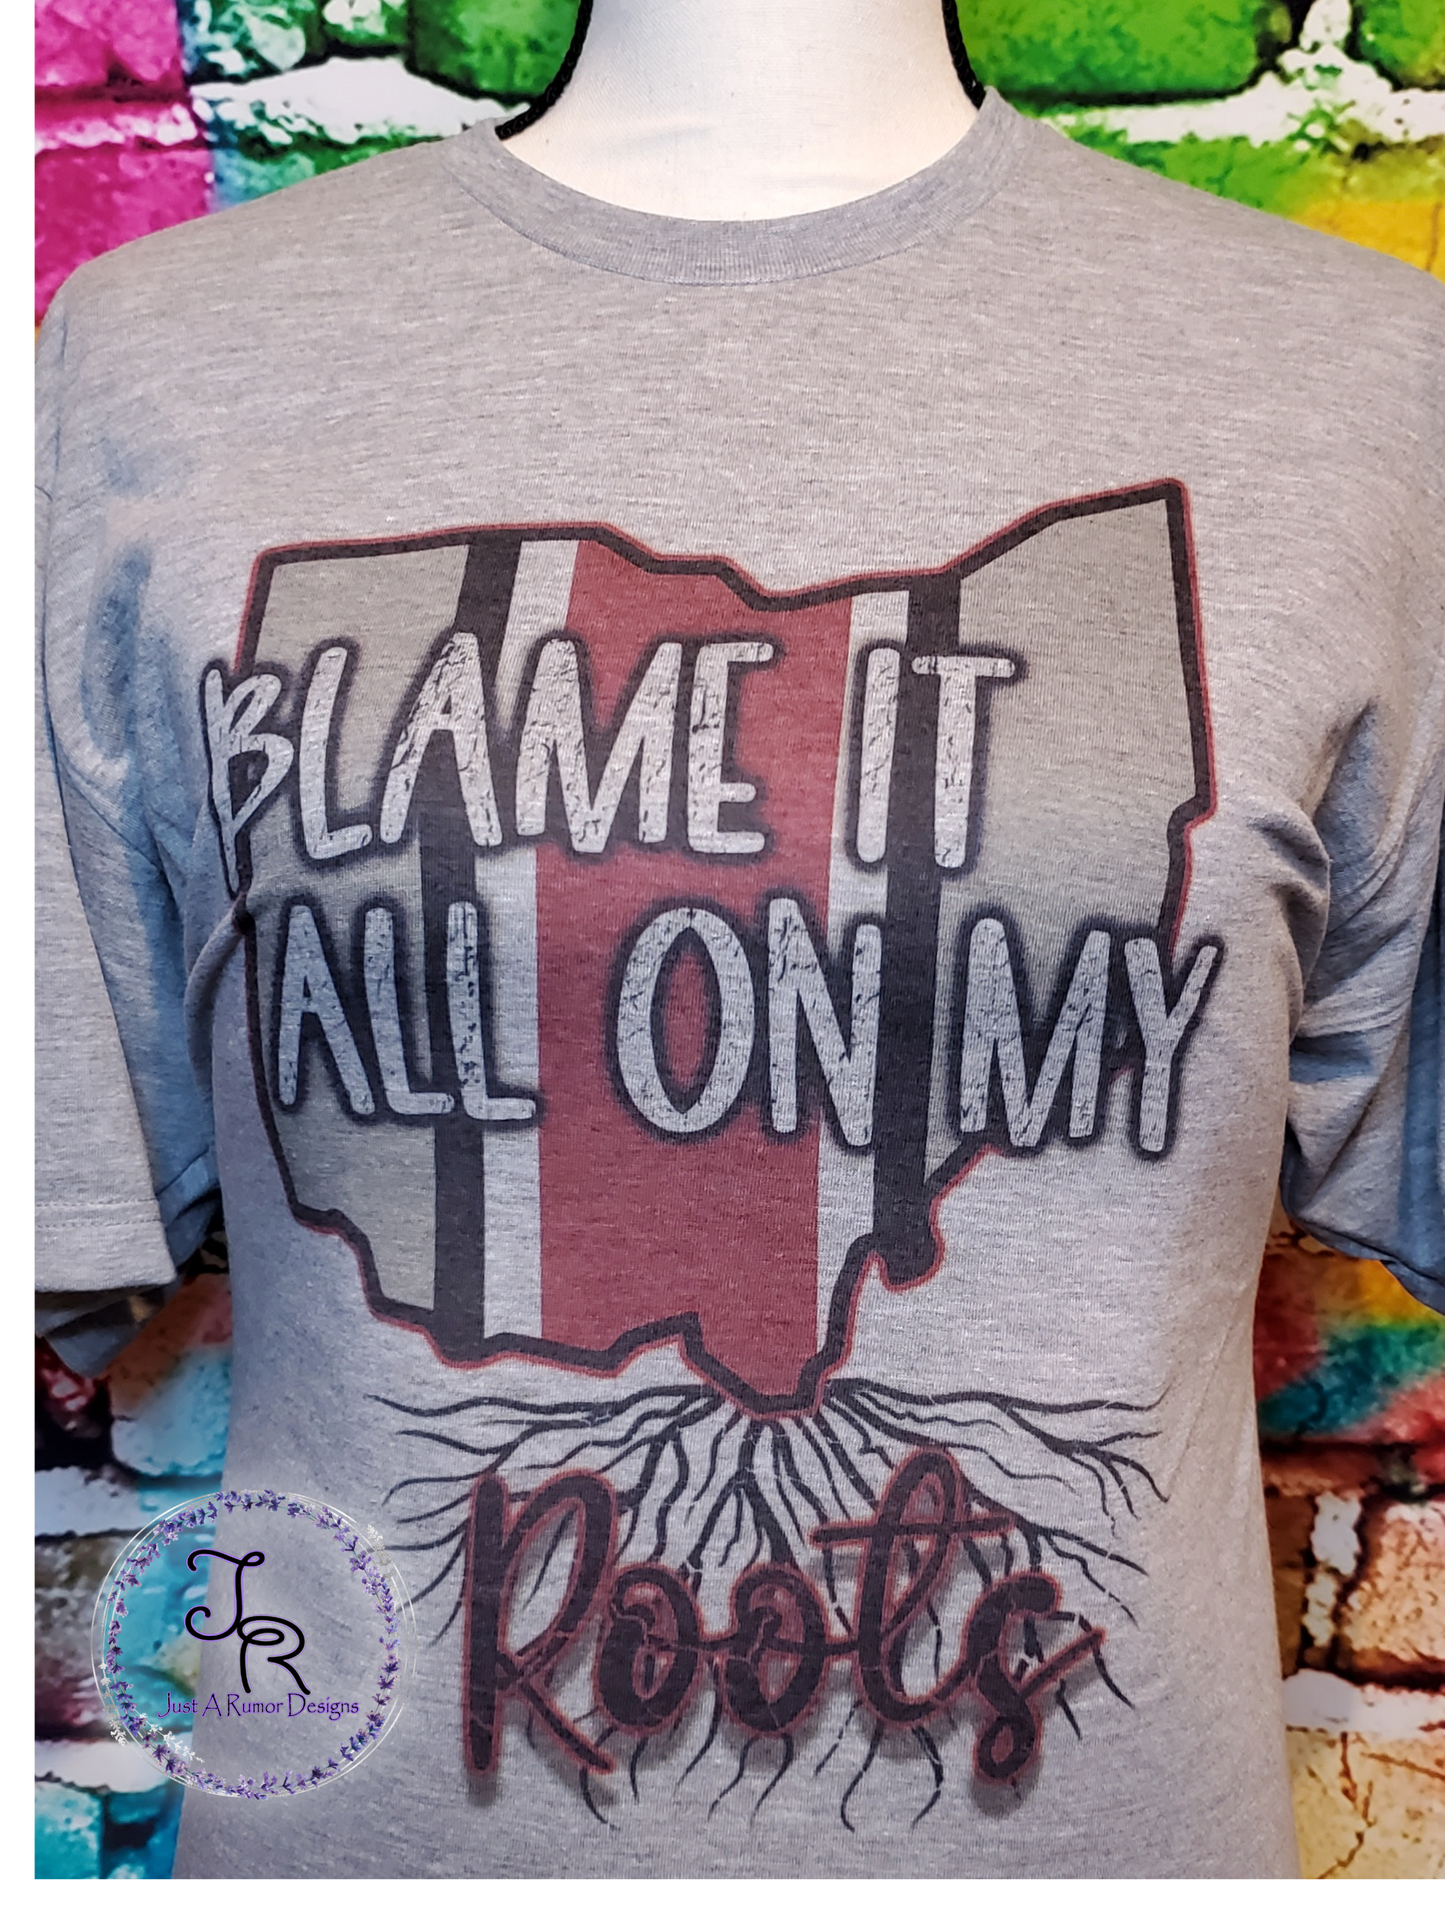 BLAME IT
ALL ON MY
Roots
JR
Just A Rumor Designs